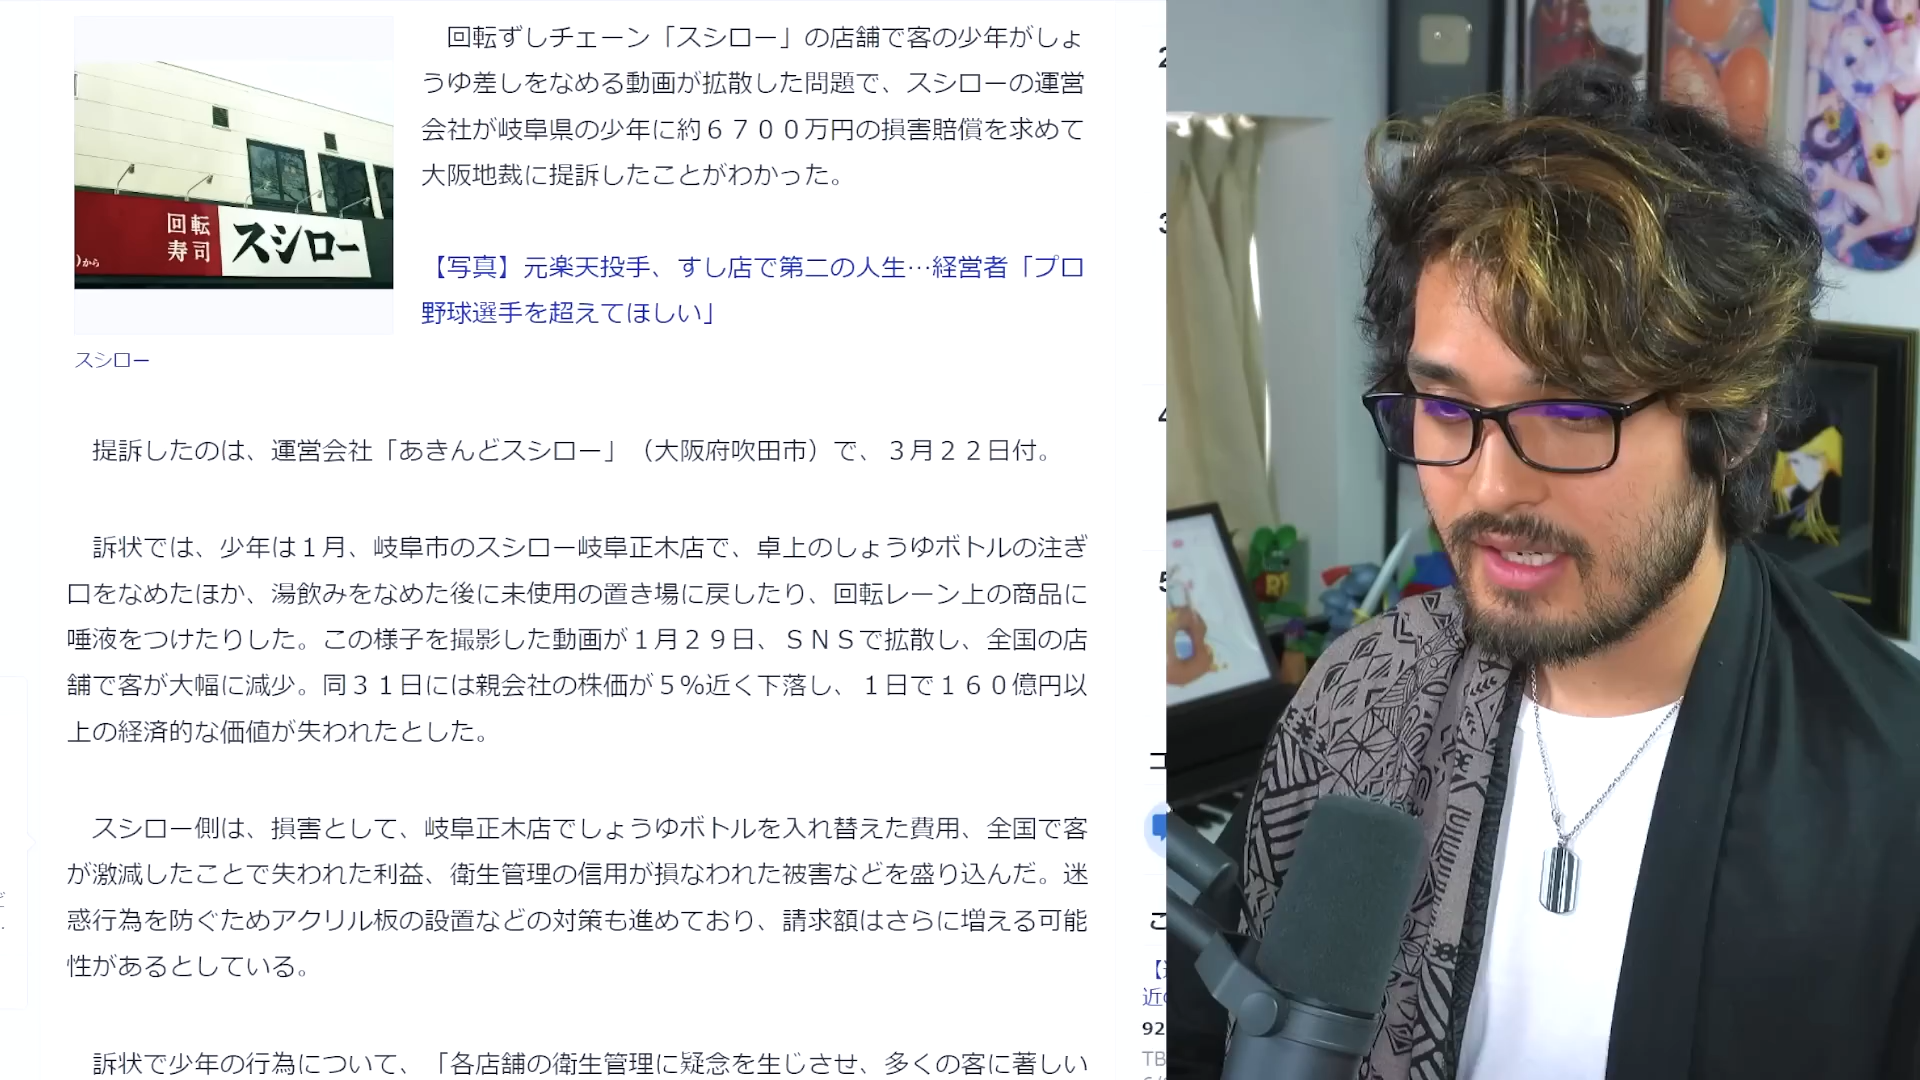 回転ずしチェーン「スシロー」の店舗で客の少年がしょ
うゆ差しをなめる動画が拡散した問題で、スシローの運営
会社が岐阜県の少年に約６７００万円の損害賠償を求めて
大阪地裁に提訴したことがわかった。
【写真】元楽天投手、すし店で第二の人生…経営者「プロ
野球選手を超えてほしい」
回転
寿司
スシロー
から
スシロー
提訴したのは、運営会社「あきんどスシロー」（大阪府吹田市）で、３月２２日付。
訴状では、少年は１月、岐阜市のスシロー岐阜正木店で、卓上のしょうゆボトルの注ぎ
口をなめたほか、湯飲みをなめた後に未使用の置き場に戻したり、回転レーン上の商品に
唾液をつけたりした。この様子を撮影した動画が１月２９日、ＳＮＳで拡散し、全国の店
舗で客が大幅に減少。同３１日には親会社の株価が５％近く下落し、１日で１６０億円以
上の経済的な価値が失われたとした。
スシロー側は、損害として、岐阜正木店でしょうゆボトルを入れ替えた費用、全国で客
が激減したことで失われた利益、衛生管理の信用が損なわれた被害などを盛り込んだ。迷
惑行為を防ぐためアクリル板の設置などの対策も進めており、請求額はさらに増える可能
性があるとしている。
訴状で少年の行為について、「各店舗の衛生管理に疑念を生じさせ、多くの客に著しい
2
3
4
5
近
92
TB